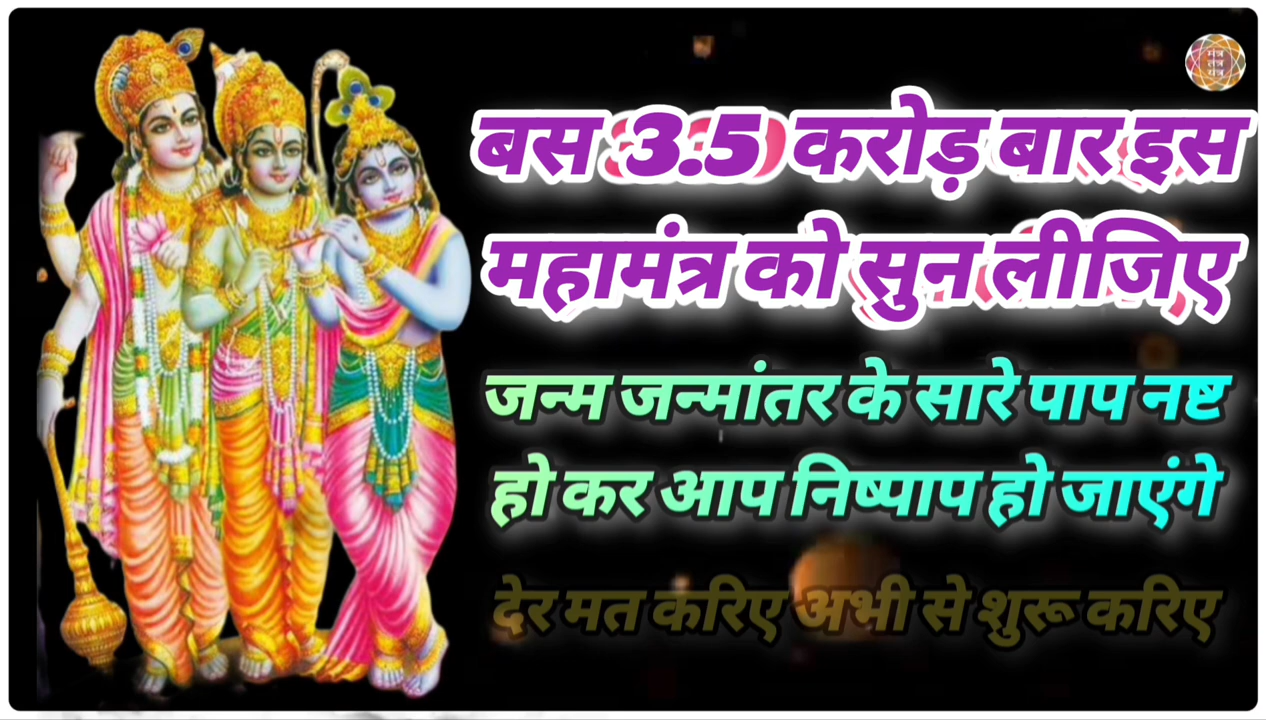 मंत्र
तंत्र
यंत्र
बस 3.5 करोड़ बार इस
महामंत्र को सुन लीजिए
जन्म जन्मांतर के सारे पाप नष्ट
हो कर आप निष्पाप हो जाएंगे
देर मत करिए अभी से शुरू करिए